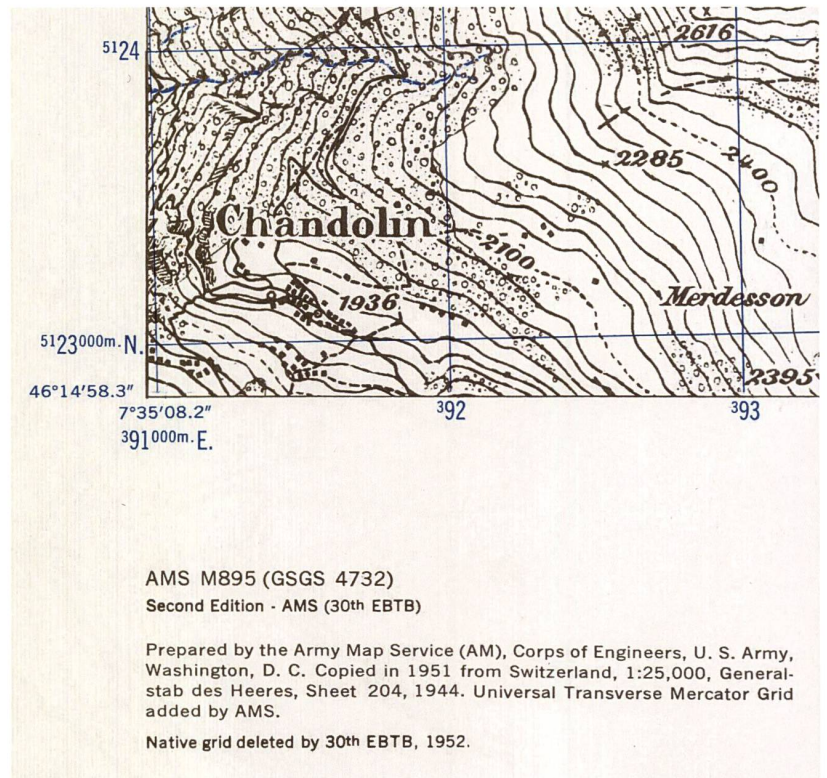 5124
2616
2285
2400
Chandolin
2100
1936
Merdesson
5123000m.N.
2395
46°14′58.3″
7°35′08.2″
392
393
391000m.E.
AMS M895 (GSGS 4732)
Second Edition - AMS (30th EBTB)
Prepared by the Army Map Service (AM), Corps of Engineers, U. S. Army,
Washington, D. C. Copied in 1951 from Switzerland, 1:25,000, General-
stab des Heeres, Sheet 204, 1944. Universal Transverse Mercator Grid
added by AMS.
Native grid deleted by 30th EBTB, 1952.